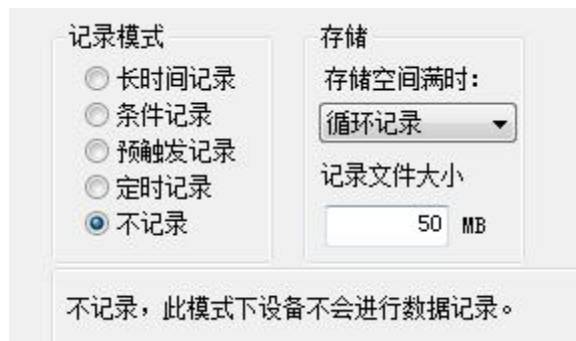 记录模式
长时间记录
条件记录
预触发记录
定时记录
不记录
存储
存储空间满时:
循环记录
记录文件大小
50 MB
不记录，此模式下设备不会进行数据记录。